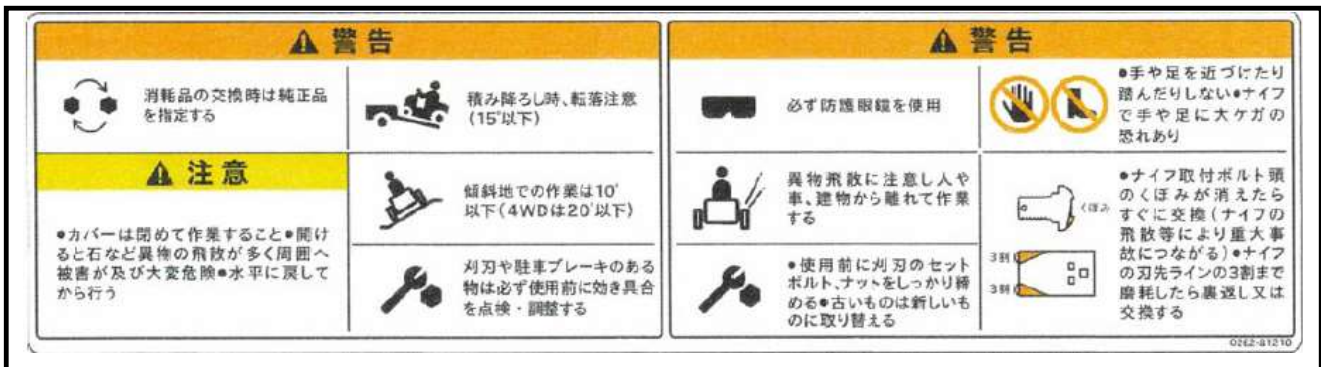 警告
消耗品の交換時は純正品
を指定する
積み降ろし時、転落注意
(15°以下)
注意
●カバーは閉めて作業すること●開け
ると石など異物の飛散が多く周囲へ
被害が及び大変危険●水平に戻して
から行う
傾斜地での作業は10°
以下(4WDは20°以下)
刈刃や駐車ブレーキのある
物は必ず使用前に効き具合
を点検・調整する
警告
必ず防護眼鏡を使用
●手や足を近づけたり
踏んだりしない●ナイフ
で手や足に大ケガの
恐れあり
異物飛散に注意し人や
車、建物から離れて作業
する
●使用前に刈刃のセット
ボルト、ナットをしっかり締
める●古いものは新しいも
のに取り替える
くぼみ
3割
3割
●ナイフ取付ボルト頭
のくぼみが消えたら
すぐに交換(ナイフの
飛散等により重大事
故につながる)●ナイフ
の刃先ラインの3割まで
磨耗したら裏返し又は
交換する
0262-81210